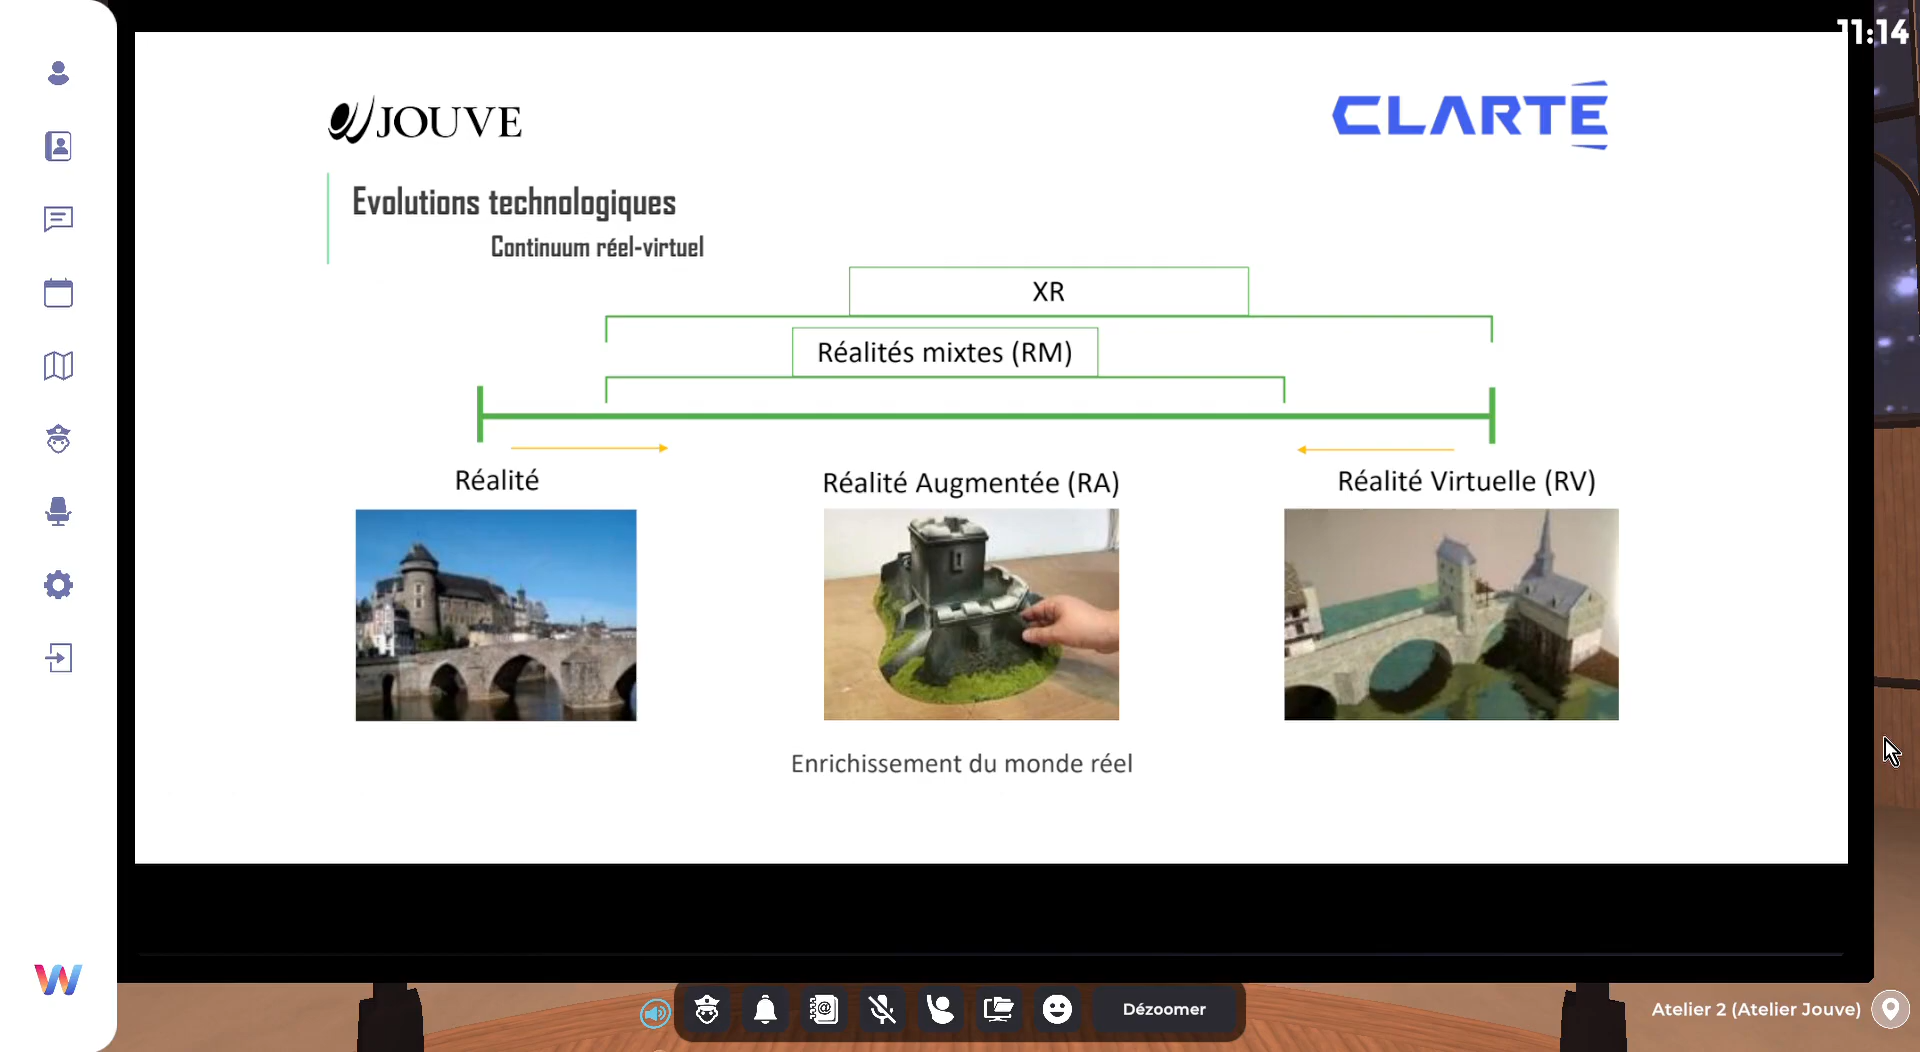 11:14
JOUVE
CLARTÉ
Evolutions technologiques
Continuum réel-virtuel
XR
Réalités mixtes (RM)
Réalité
Réalité Augmentée (RA)
Réalité Virtuelle (RV)
Enrichissement du monde réel
W
Dézoomer
Atelier 2 (Atelier Jouve)